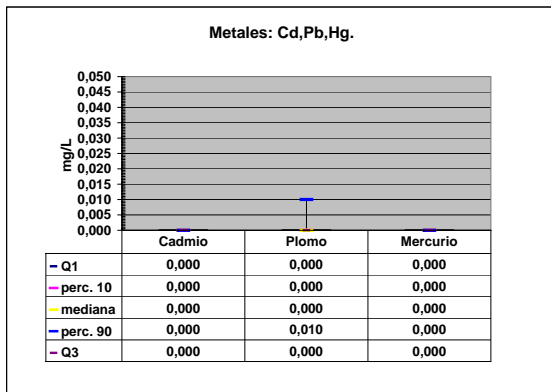 Metales: Cd,Pb,Hg.
0,050
0,045
0,040
0,035
0,030
0,025
0,020
0,015
0,010
0,005
0,000
mg/L
Cadmio Plomo Mercurio
Q1 0,000 0,000 0,000
perc. 10 0,000 0,000 0,000
mediana 0,000 0,000 0,000
perc. 90 0,000 0,010 0,000
Q3 0,000 0,000 0,000